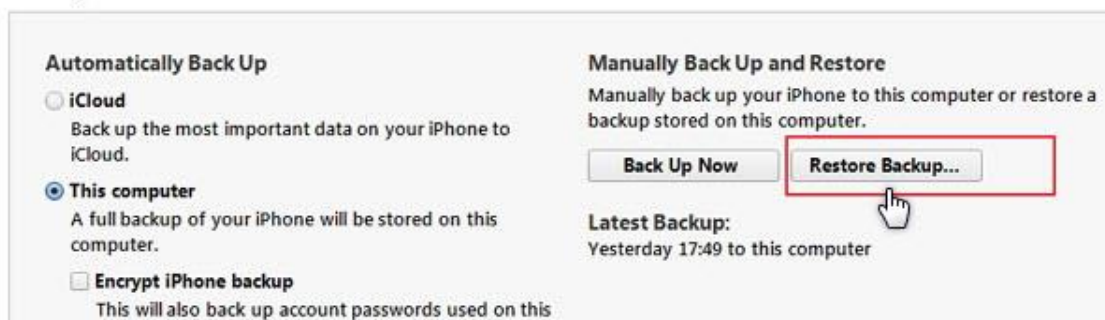 Automatically Back Up
iCloud
Back up the most important data on your iPhone to
iCloud.
This computer
A full backup of your iPhone will be stored on this
computer.
Encrypt iPhone backup
This will also back up account passwords used on this
Manually Back Up and Restore
Manually back up your iPhone to this computer or restore a
backup stored on this computer.
Back Up Now
Restore Backup...
Latest Backup:
Yesterday 17:49 to this computer